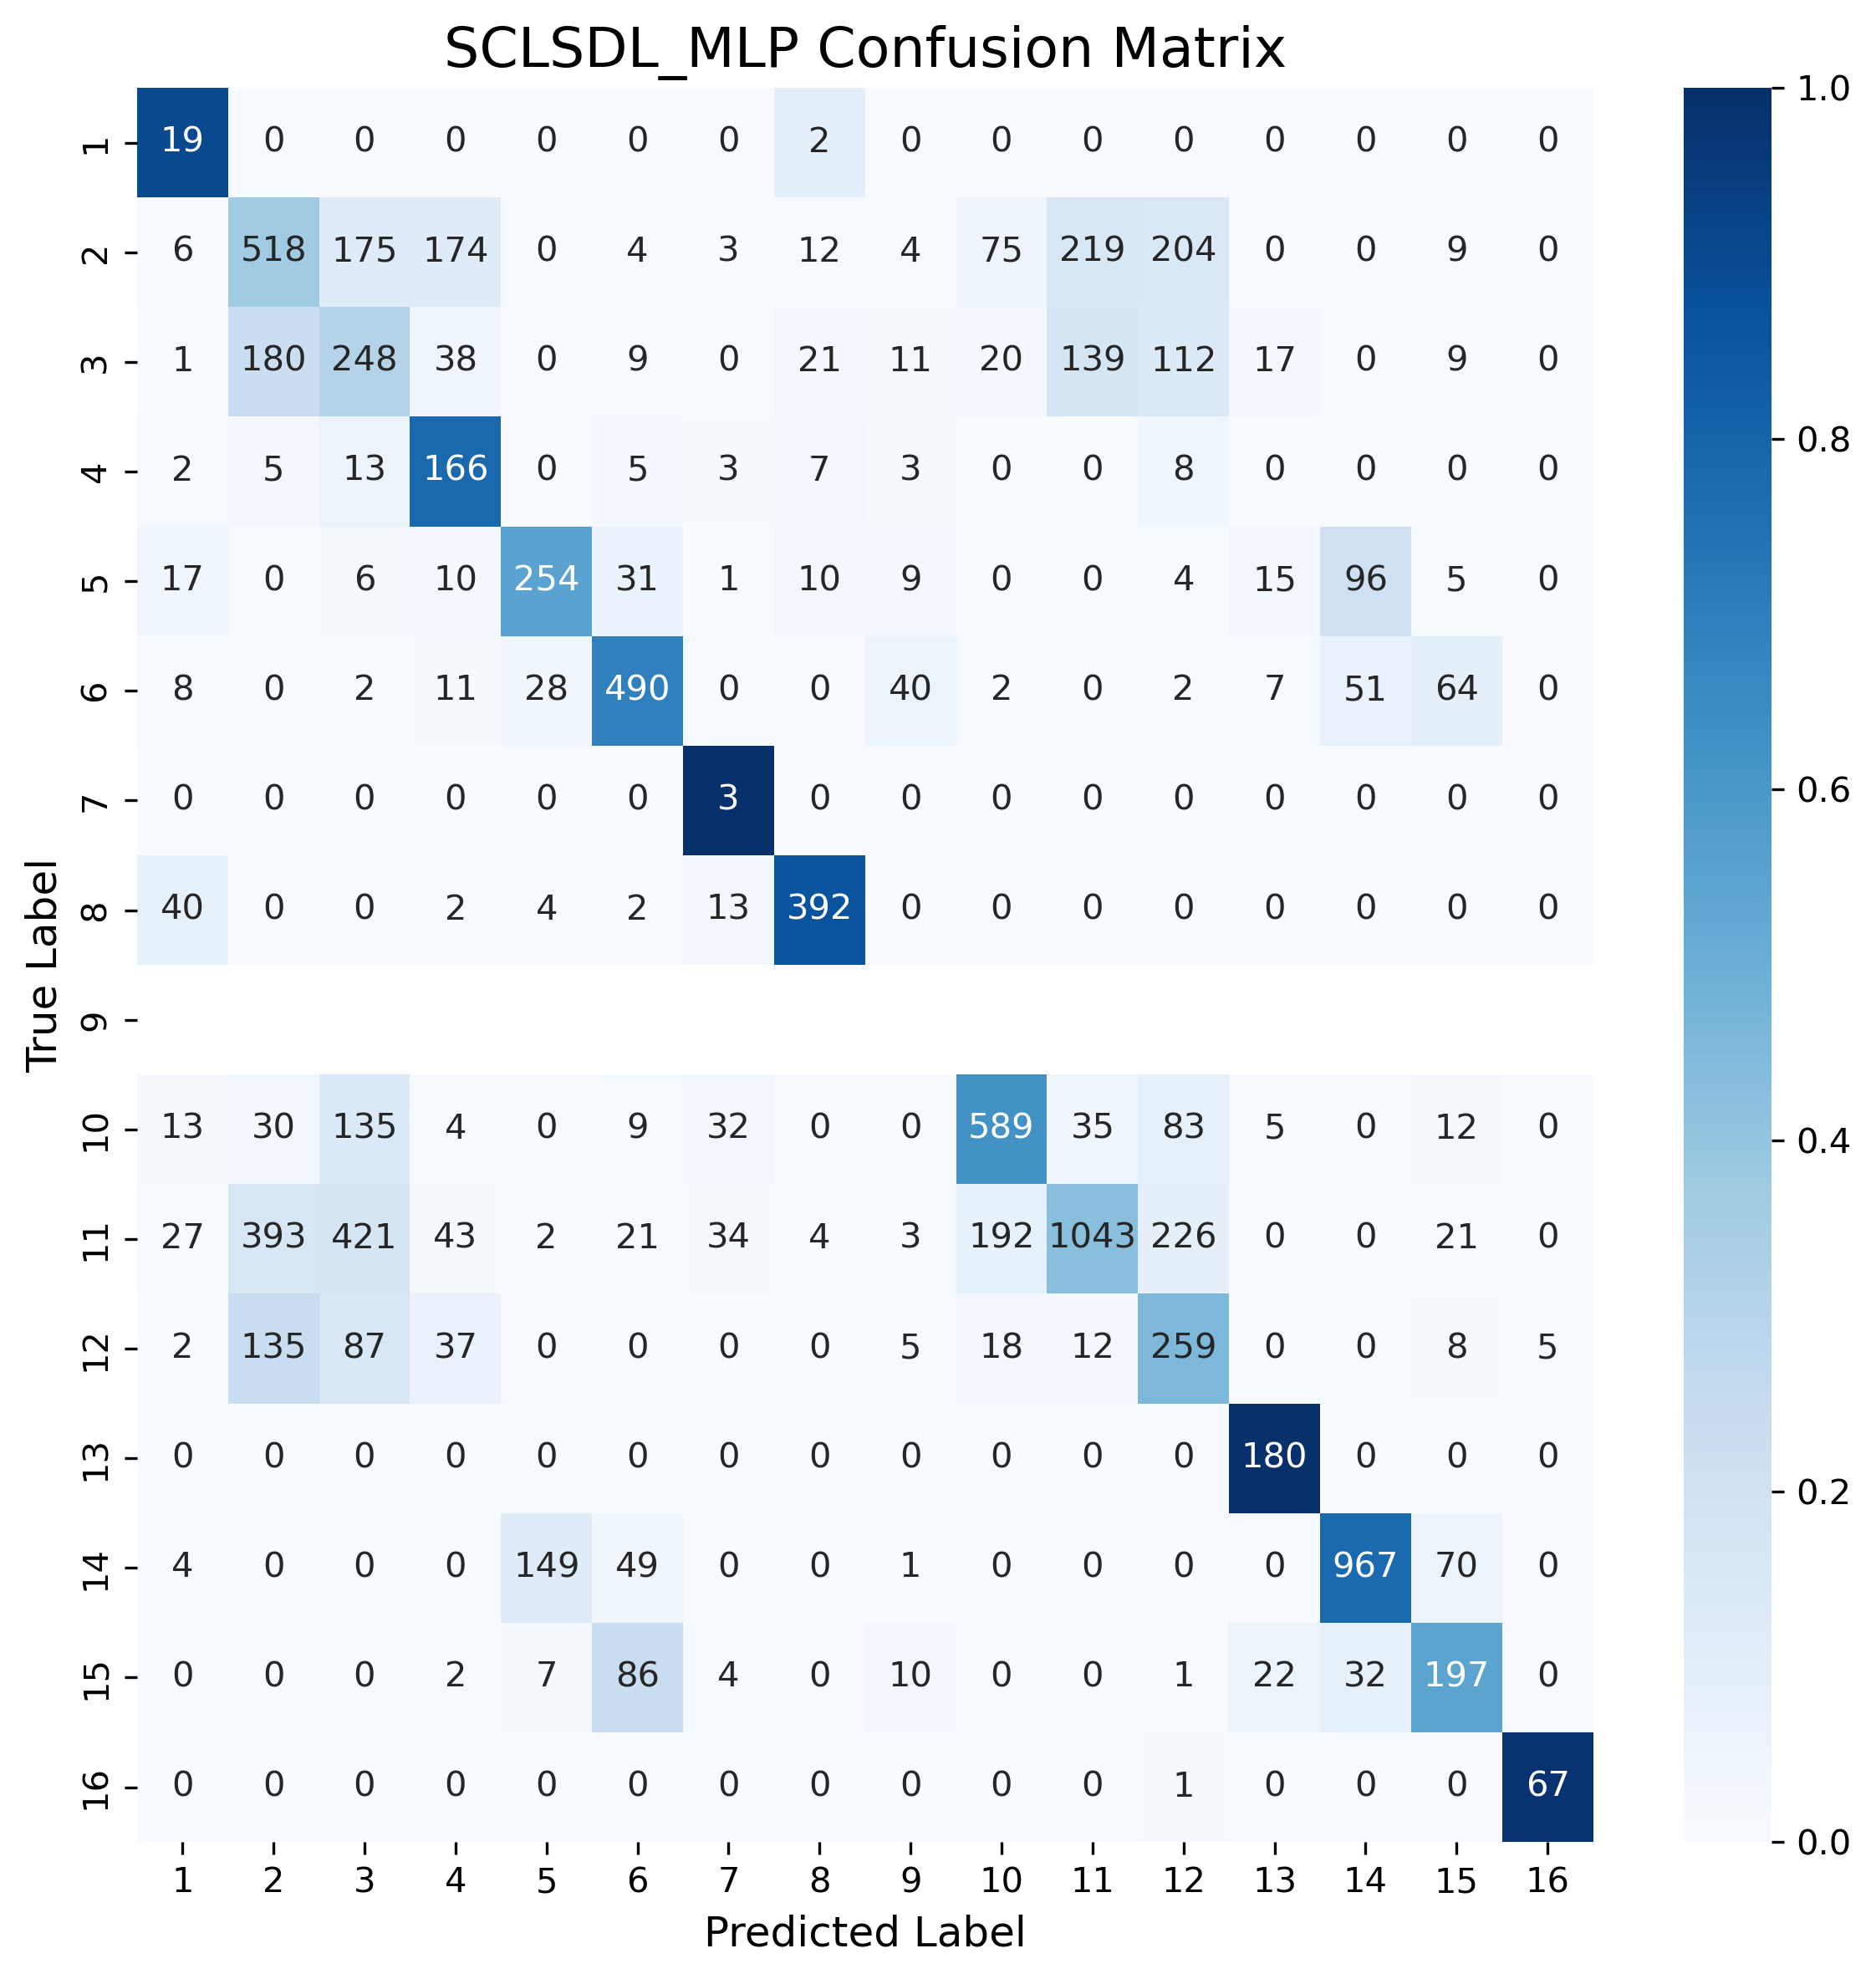 SCLSDL_MLP Confusion Matrix
1 19 0 0 0 0 0 0 2 0 0 0 0 0 0 0 0
2 6 518 175 174 0 4 3 12 4 75 219 204 0 0 9 0
3 1 180 248 38 0 9 0 21 11 20 139 112 17 0 9 0
4 2 5 13 166 0 5 3 7 3 0 0 8 0 0 0 0
5 17 0 6 10 254 31 1 10 9 0 0 4 15 96 5 0
6 8 0 2 11 28 490 0 0 40 2 0 2 7 51 64 0
7 0 0 0 0 0 0 3 0 0 0 0 0 0 0 0 0
8 40 0 0 2 4 2 13 392 0 0 0 0 0 0 0 0
9
10 13 30 135 4 0 9 32 0 0 589 35 83 5 0 12 0
11 27 393 421 43 2 21 34 4 3 192 1043 226 0 0 21 0
12 2 135 87 37 0 0 0 0 5 18 12 259 0 0 8 5
13 0 0 0 0 0 0 0 0 0 0 0 0 180 0 0 0
14 4 0 0 0 149 49 0 0 1 0 0 0 0 967 70 0
15 0 0 0 2 7 86 4 0 10 0 0 1 22 32 197 0
16 0 0 0 0 0 0 0 0 0 0 0 1 0 0 0 67
1 2 3 4 5 6 7 8 9 10 11 12 13 14 15 16
Predicted Label
True Label
1.0
0.8
0.6
0.4
0.2
0.0